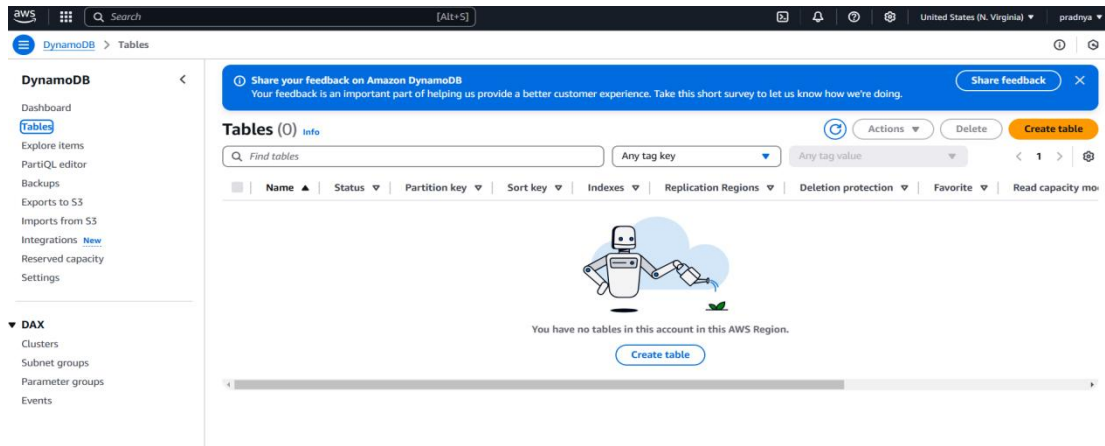 aws Search [Alt+S] United States (N. Virginia) ▼ pradnya ▼
DynamoDB > Tables
DynamoDB
Dashboard
Tables
Explore items
PartiQL editor
Backups
Exports to S3
Imports from S3
Integrations New
Reserved capacity
Settings
▼ DAX
Clusters
Subnet groups
Parameter groups
Events
Share your feedback on Amazon DynamoDB
Your feedback is an important part of helping us provide a better customer experience. Take this short survey to let us know how we're doing.
Share feedback
Tables (0) Info
Actions ▼ Delete Create table
Find tables Any tag key ▼ Any tag value ▼ < 1 >
Name ▲ Status ▽ Partition key ▽ Sort key ▽ Indexes ▽ Replication Regions ▽ Deletion protection ▽ Favorite ▽ Read capacity mo
You have no tables in this account in this AWS Region.
Create table